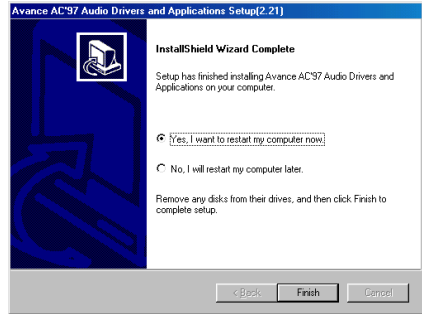 Avance AC'97 Audio Drivers and Applications Setup(2.21)
InstallShield Wizard Complete
Setup has finished installing Avance AC'97 Audio Drivers and
Applications on your computer.
Yes, I want to restart my computer now.
No, I will restart my computer later.
Remove any disks from their drives, and then click Finish to
complete setup.
< Back Finish Cancel